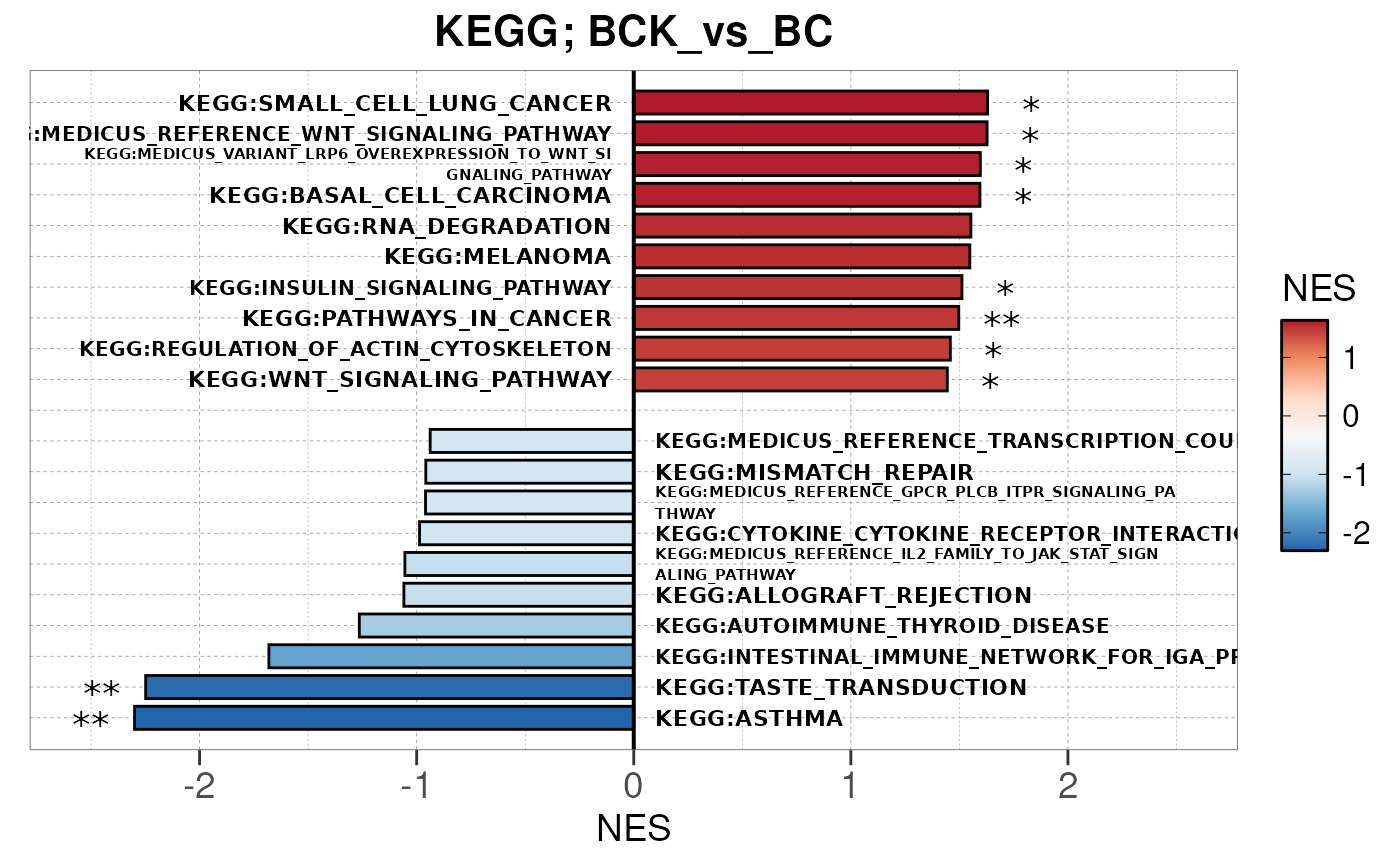 KEGG; BCK_vs_BC
KEGG:SMALL_CELL_LUNG_CANCER *
:MEDICUS_REFERENCE_WNT_SIGNALING_PATHWAY *
KEGG:MEDICUS_VARIANT_LRP6_OVEREXPRESSION_TO_WNT_SI
GNALING_PATHWAY *
KEGG:BASAL_CELL_CARCINOMA *
KEGG:RNA_DEGRADATION
KEGG:MELANOMA
KEGG:INSULIN_SIGNALING_PATHWAY *
KEGG:PATHWAYS_IN_CANCER **
KEGG:REGULATION_OF_ACTIN_CYTOSKELETON *
KEGG:WNT_SIGNALING_PATHWAY *
KEGG:MEDICUS_REFERENCE_TRANSCRIPTION_COU
KEGG:MISMATCH_REPAIR
KEGG:MEDICUS_REFERENCE_GPCR_PLCB_ITPR_SIGNALING_PA
THWAY
KEGG:CYTOKINE_CYTOKINE_RECEPTOR_INTERACTIO
KEGG:MEDICUS_REFERENCE_IL2_FAMILY_TO_JAK_STAT_SIGN
ALING_PATHWAY
KEGG:ALLOGRAFT_REJECTION
KEGG:AUTOIMMUNE_THYROID_DISEASE
KEGG:INTESTINAL_IMMUNE_NETWORK_FOR_IGA_PR
** KEGG:TASTE_TRANSDUCTION
** KEGG:ASTHMA
-2 -1 0 1 2
NES
NES
1
0
-1
-2